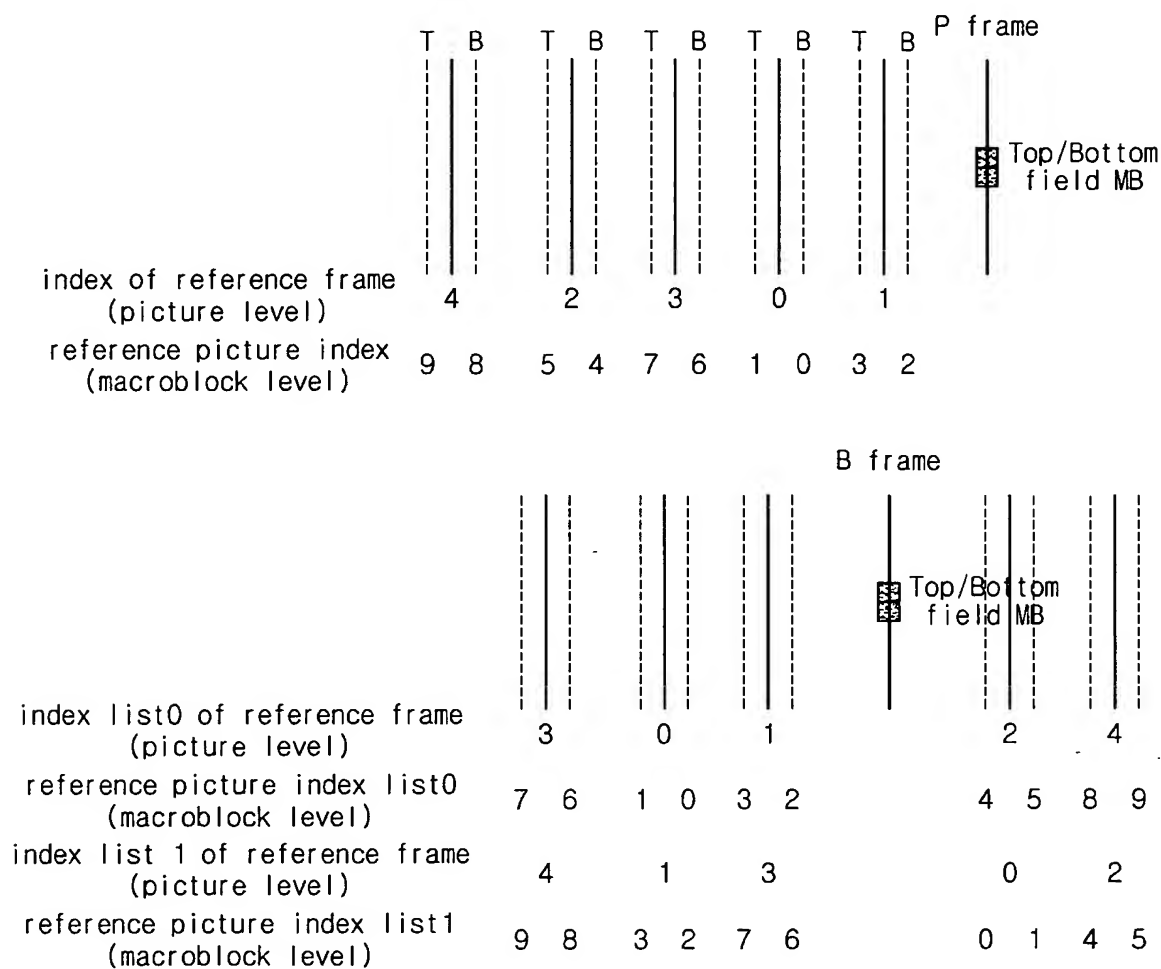 P frame
T B T B T B T B T B
Top/Bottom
field MB
index of reference frame
(picture level)
4 2 3 0 1
reference picture index
(macroblock level)
9 8 5 4 7 6 1 0 3 2
B frame
Top/Bottom
field MB
index list0 of reference frame
(picture level)
3 0 1 2 4
reference picture index list0
(macroblock level)
7 6 1 0 3 2 4 5 8 9
index list 1 of reference frame
(picture level)
4 1 3 0 2
reference picture index list1
(macroblock level)
9 8 3 2 7 6 0 1 4 5